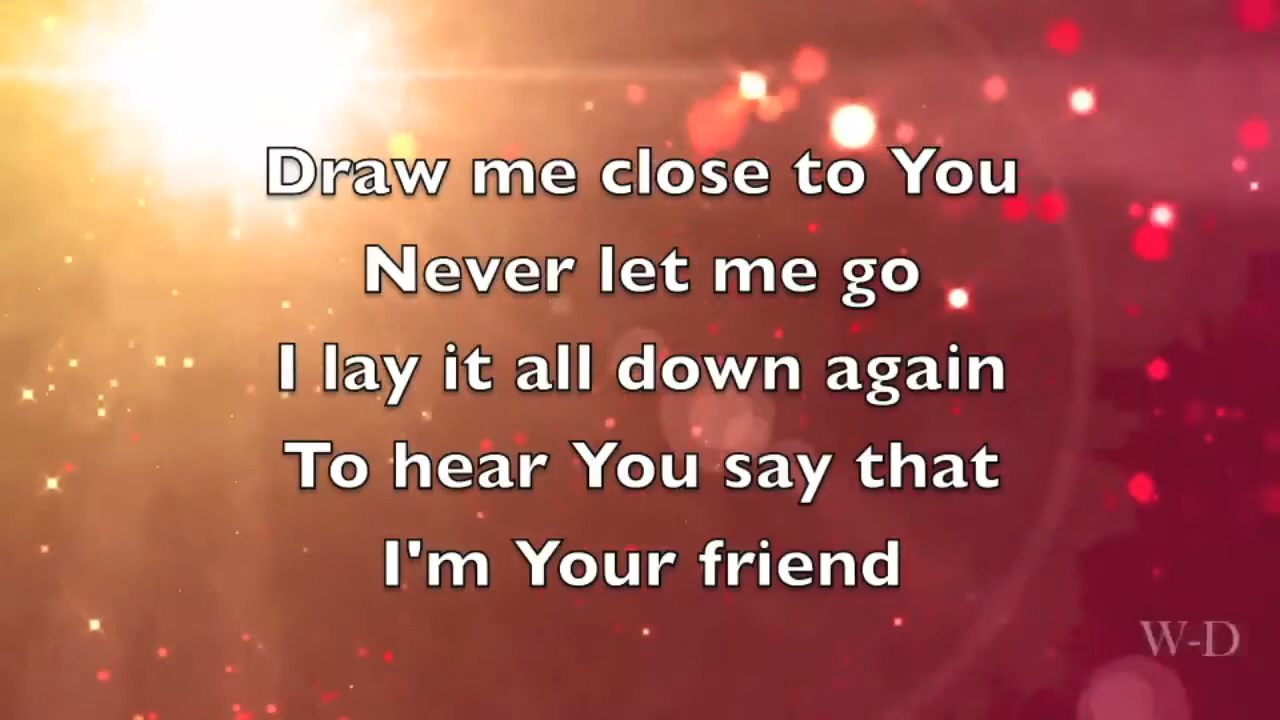 Draw me close to You
Never let me go
I lay it all down again
To hear You say that
I'm Your friend
W-D